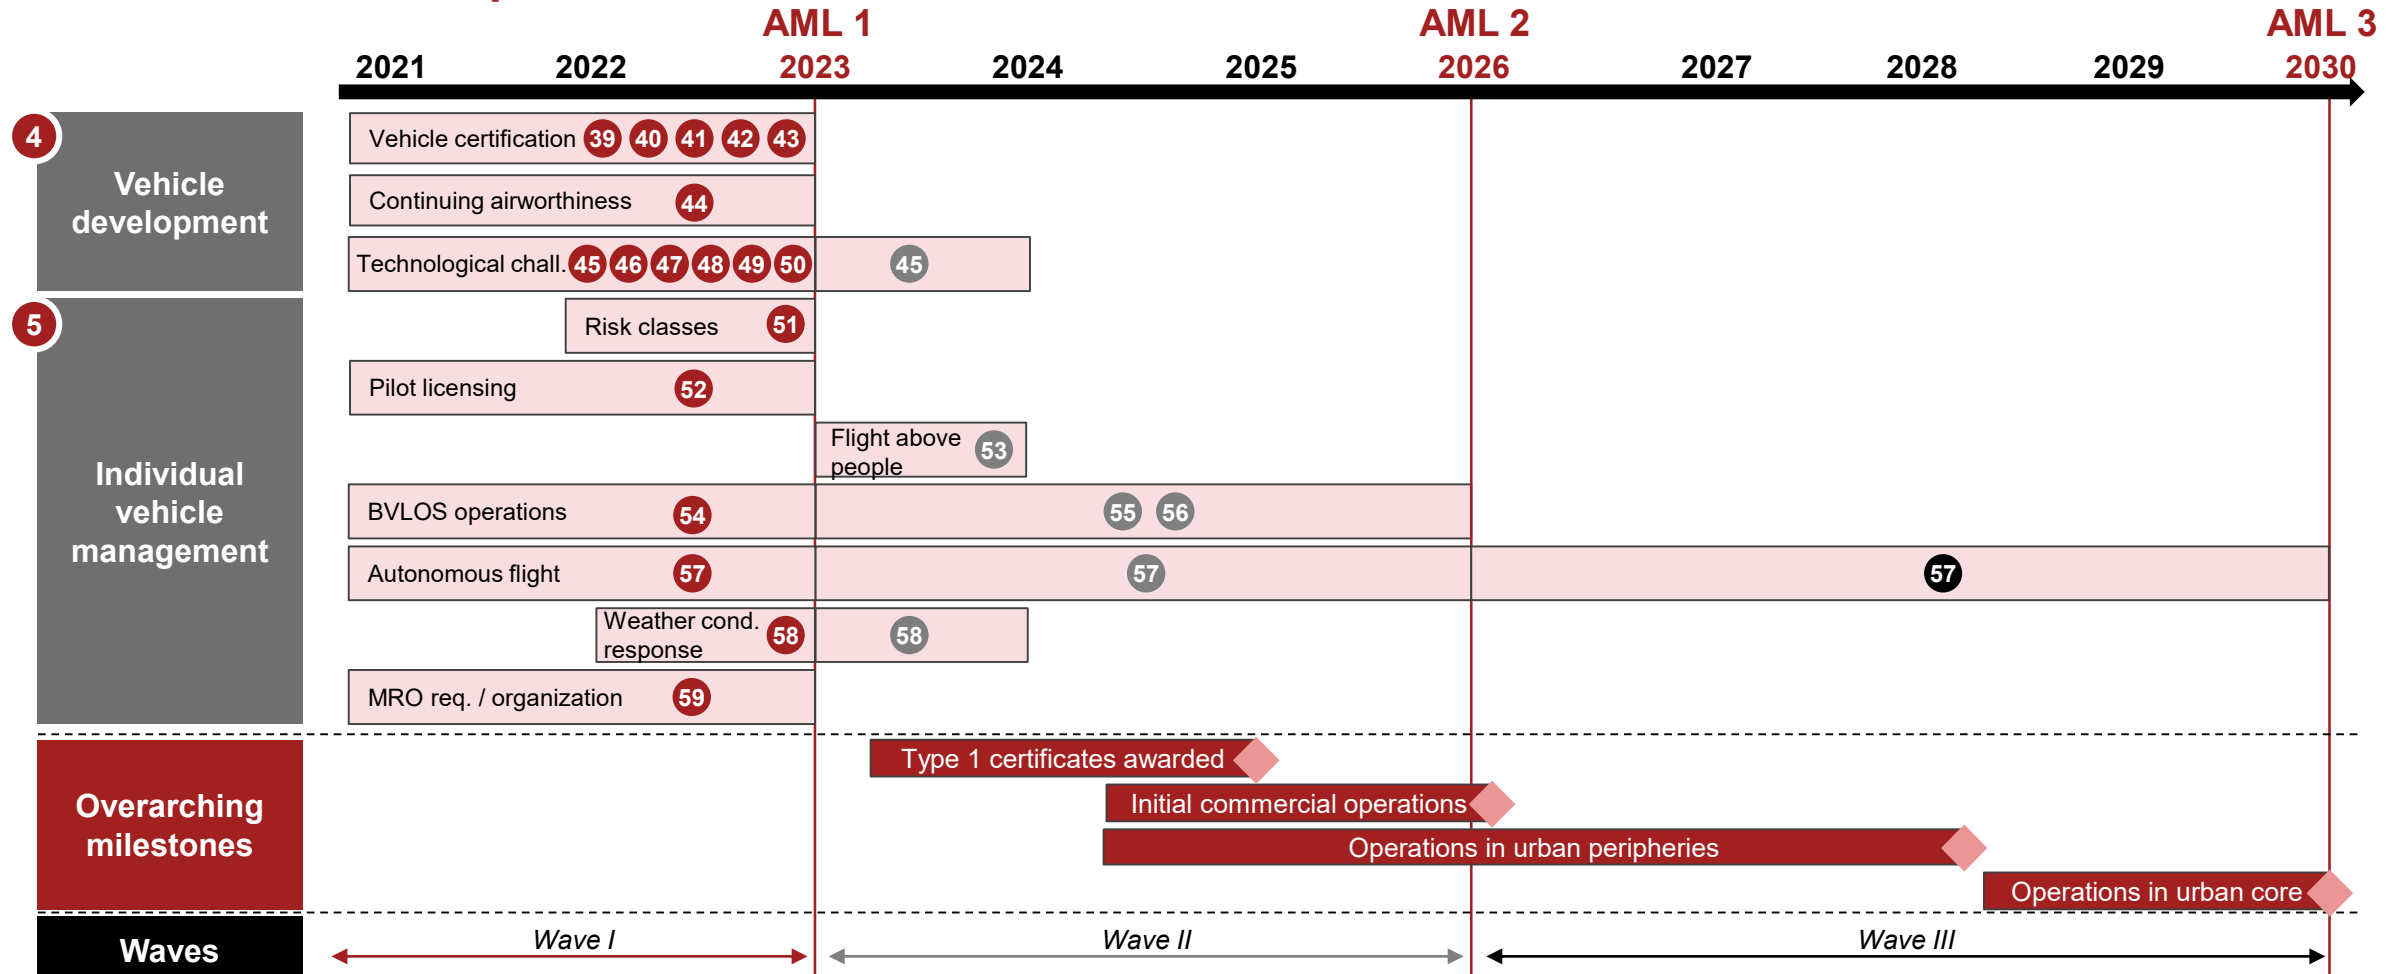 AML 1
AML 2
AML 3
2021 2022 2023 2024 2025 2026 2027 2028 2029 2030
4
Vehicle
development
Vehicle certification 39 40 41 42 43
Continuing airworthiness 44
Technological chall. 45 46 47 48 49 50 45
5
Individual
vehicle
management
Risk classes 51
Pilot licensing 52
Flight above
people 53
BVLOS operations 54 55 56
Autonomous flight 57 57 57
Weather cond.
response 58 58
MRO req. / organization 59
Overarching
milestones
Type 1 certificates awarded
Initial commercial operations
Operations in urban peripheries
Operations in urban core
Waves
Wave I
Wave II
Wave III